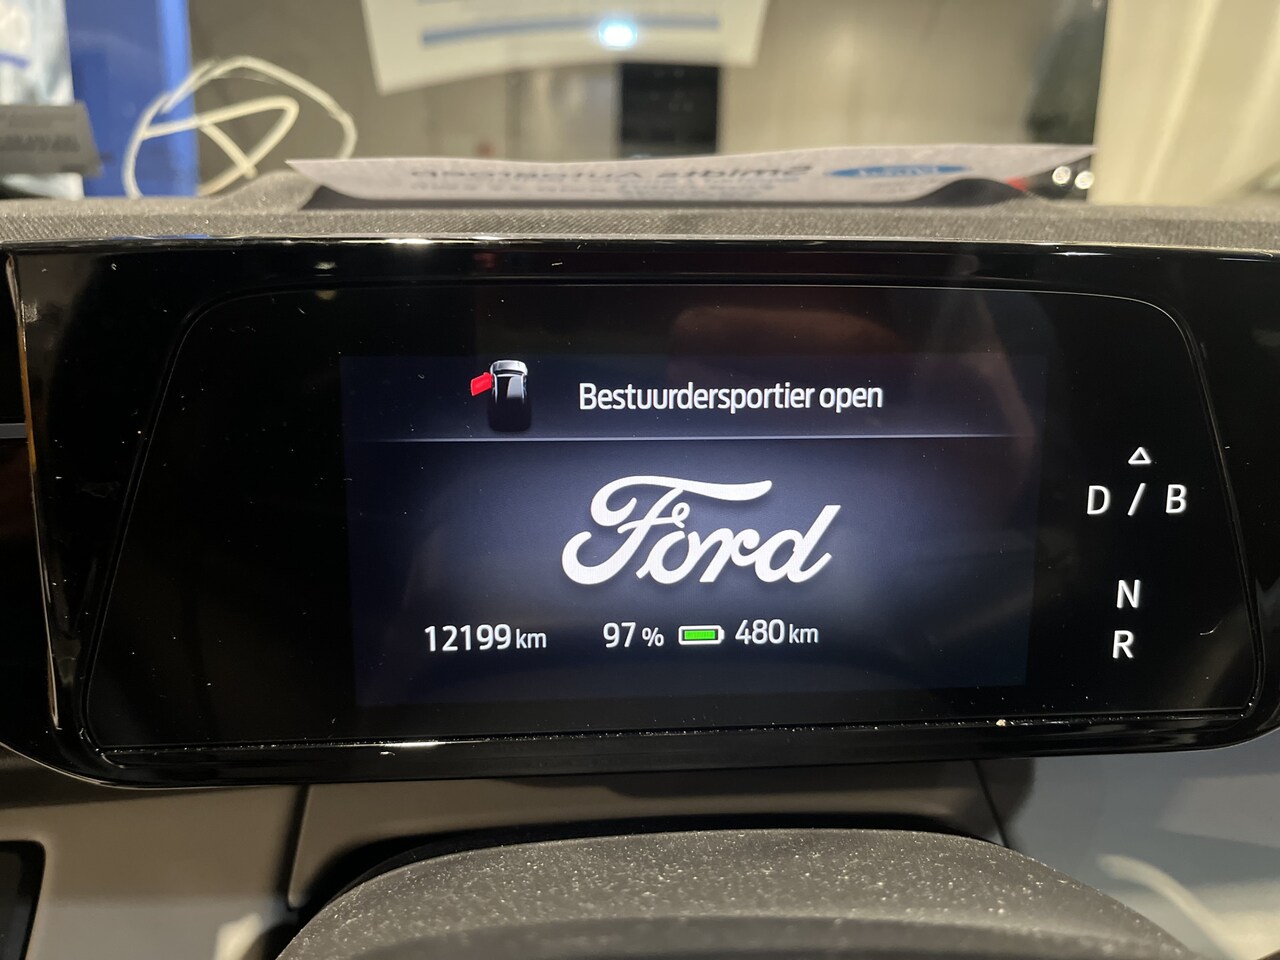 Bestuurdersportier open
Ford
12199 km 97 % 480 km
D / B
N
R